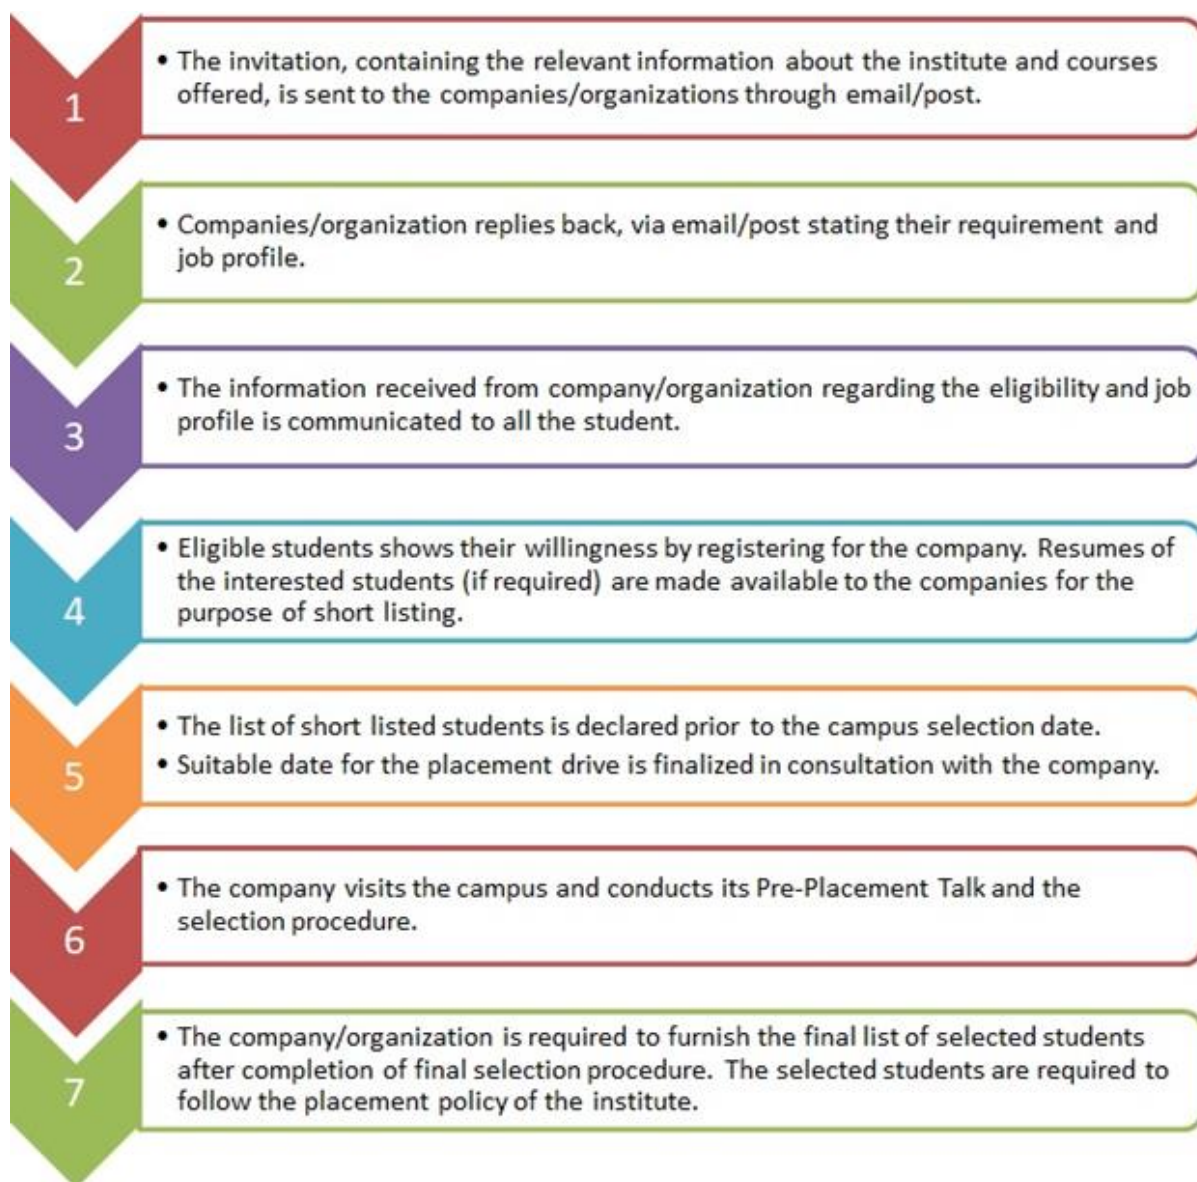 1
• The invitation, containing the relevant information about the institute and courses
offered, is sent to the companies/organizations through email/post.
2
• Companies/organization replies back, via email/post stating their requirement and
job profile.
3
• The information received from company/organization regarding the eligibility and job
profile is communicated to all the student.
4
• Eligible students shows their willingness by registering for the company. Resumes of
the interested students (if required) are made available to the companies for the
purpose of short listing.
5
• The list of short listed students is declared prior to the campus selection date.
• Suitable date for the placement drive is finalized in consultation with the company.
6
• The company visits the campus and conducts its Pre-Placement Talk and the
selection procedure.
7
• The company/organization is required to furnish the final list of selected students
after completion of final selection procedure. The selected students are required to
follow the placement policy of the institute.